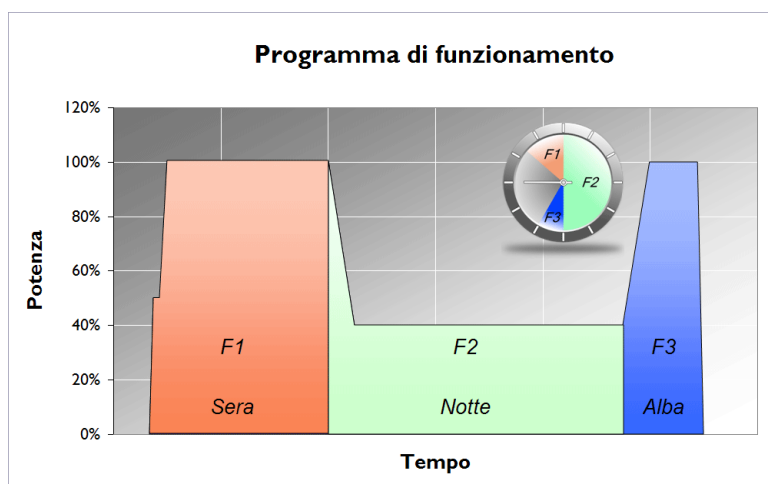 Programma di funzionamento
120%
100%
80%
60%
40%
20%
0%
Potenza
F1
F2
F3
F1
F2
F3
Sera
Notte
Alba
Tempo